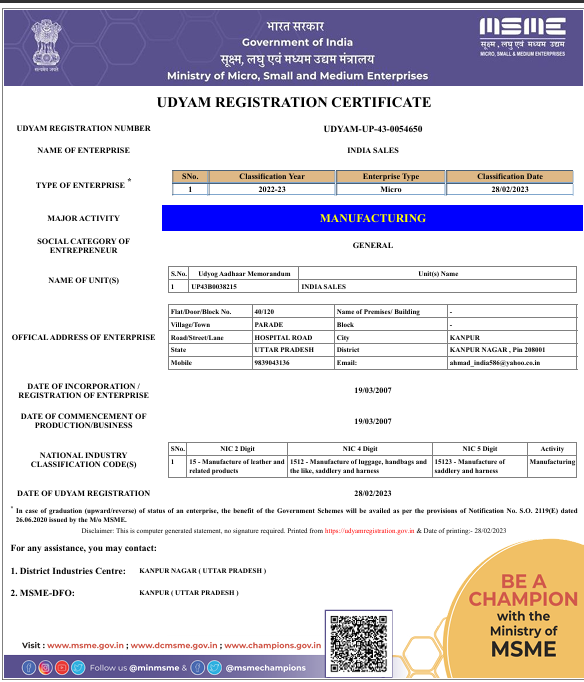 भारत सरकार
Government of India
सूक्ष्म, लघु एवं मध्यम उद्यम मंत्रालय
Ministry of Micro, Small and Medium Enterprises
सत्यमेव जयते
MSME
सूक्ष्म, लघु एवं मध्यम उद्यम
MICRO, SMALL & MEDIUM ENTERPRISES
UDYAM REGISTRATION CERTIFICATE
UDYAM REGISTRATION NUMBER UDYAM-UP-43-0054650
NAME OF ENTERPRISE INDIA SALES
TYPE OF ENTERPRISE *
SNo. Classification Year Enterprise Type Classification Date
1 2022-23 Micro 28/02/2023
MAJOR ACTIVITY MANUFACTURING
SOCIAL CATEGORY OF
ENTREPRENEUR
GENERAL
NAME OF UNIT(S)
S.No. Udyog Aadhaar Memorandum Unit(s) Name
1 UP43B0038215 INDIA SALES
OFFICAL ADDRESS OF ENTERPRISE
Flat/Door/Block No. 40/120 Name of Premises/ Building -
Village/Town PARADE Block -
Road/Street/Lane HOSPITAL ROAD City KANPUR
State UTTAR PRADESH District KANPUR NAGAR , Pin 208001
Mobile 9839043136 Email: ahmad_india586@yahoo.co.in
DATE OF INCORPORATION /
REGISTRATION OF ENTERPRISE
19/03/2007
DATE OF COMMENCEMENT OF
PRODUCTION/BUSINESS
19/03/2007
NATIONAL INDUSTRY
CLASSIFICATION CODE(S)
SNo. NIC 2 Digit NIC 4 Digit NIC 5 Digit Activity
1 15 - Manufacture of leather and related products 1512 - Manufacture of luggage, handbags and the like, saddlery and harness 15123 - Manufacture of saddlery and harness Manufacturing
DATE OF UDYAM REGISTRATION 28/02/2023
* In case of graduation (upward/reverse) of status of an enterprise, the benefit of the Government Schemes will be availed as per the provisions of Notification No. S.O. 2119(E) dated
26.06.2020 issued by the M/o MSME.
Disclaimer: This is computer generated statement, no signature required. Printed from https://udyamregistration.gov.in & Date of printing:- 28/02/2023
For any assistance, you may contact:
1. District Industries Centre: KANPUR NAGAR ( UTTAR PRADESH )
2. MSME-DFO: KANPUR ( UTTAR PRADESH )
BE A
CHAMPION
with the
Ministry of
MSME
Visit : www.msme.gov.in ; www.dcmsme.gov.in ; www.champions.gov.in
Follow us @minmsme & @msmechampions